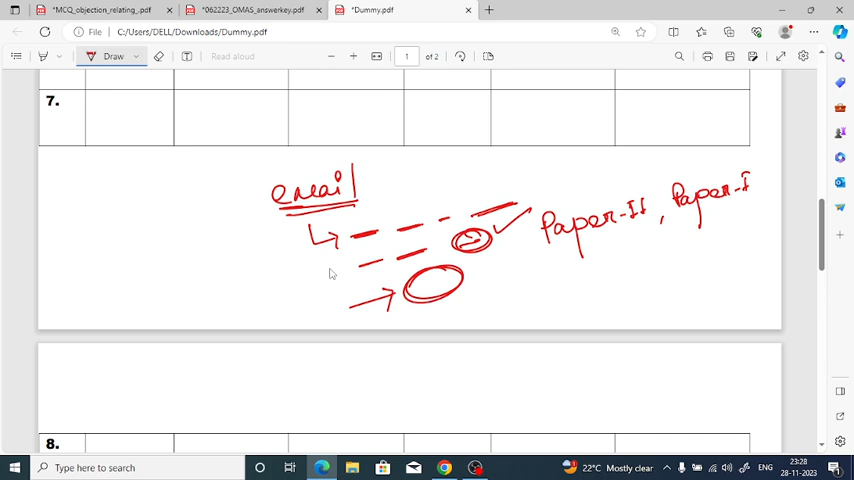 *MCQ_objection_relating_.pdf
*062223_OMAS_answerkey.pdf
*Dummy.pdf
File
C:/Users/DELL/Downloads/Dummy.pdf
Draw
Read aloud
1
of 2
7.
email
Paper-II, Paper-I
8.
Type here to search
22°C Mostly clear
ENG
23:28
28-11-2023